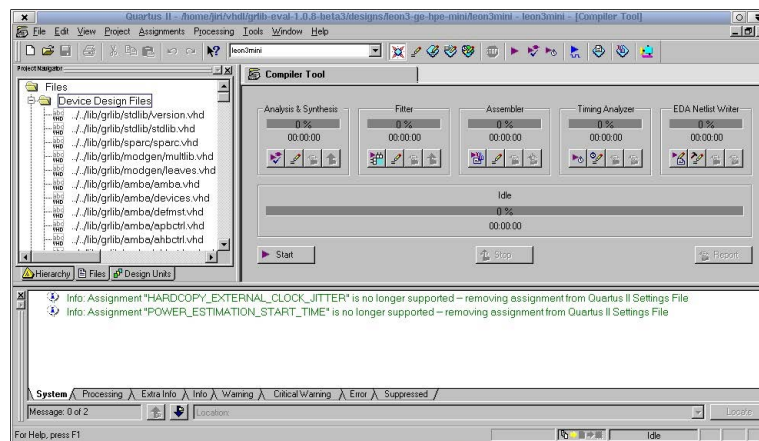 Quartus II - /home/jiri/vhdl/grlib-eval-1.0.8-beta3/designs/leon3-ge-hpe-mini/leon3mini - leon3mini - [Compiler Tool]
File Edit View Project Assignments Processing Tools Window Help
leon3mini
Project Navigator
Files
Device Design Files
../../lib/grlib/stdlib/version.vhd
../../lib/grlib/stdlib/stdlib.vhd
../../lib/grlib/sparc/sparc.vhd
../../lib/grlib/modgen/multlib.vhd
../../lib/grlib/modgen/leaves.vhd
../../lib/grlib/amba/amba.vhd
../../lib/grlib/amba/devices.vhd
../../lib/grlib/amba/defmst.vhd
../../lib/grlib/amba/apbctrl.vhd
../../lib/grlib/amba/ahbctrl.vhd
Hierarchy Files Design Units
Compiler Tool
Analysis & Synthesis Fitter Assembler Timing Analyzer EDA Netlist Writer
0 % 0 % 0 % 0 % 0 %
00:00:00 00:00:00 00:00:00 00:00:00 00:00:00
Idle
0 %
00:00:00
Start Stop Report
Info: Assignment "HARDCOPY_EXTERNAL_CLOCK_JITTER" is no longer supported -- removing assignment from Quartus II Settings File
Info: Assignment "POWER_ESTIMATION_START_TIME" is no longer supported -- removing assignment from Quartus II Settings File
System Processing Extra Info Info Warning Critical Warning Error Suppressed
Message: 0 of 2 Location: Locate
For Help, press F1 Idle